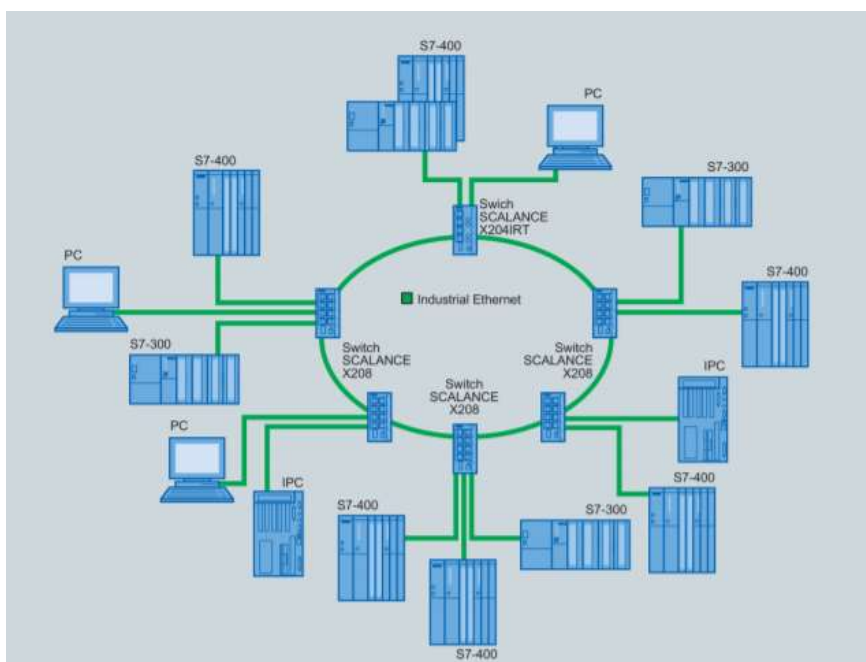 S7-400
PC
S7-400
S7-300
Swich
SCALANCE
X204IRT
PC
S7-400
Industrial Ethernet
S7-300
Switch
SCALANCE
X208
Switch
SCALANCE
X208
IPC
Switch
SCALANCE
X208
PC
IPC
S7-400
S7-400
S7-300
S7-400